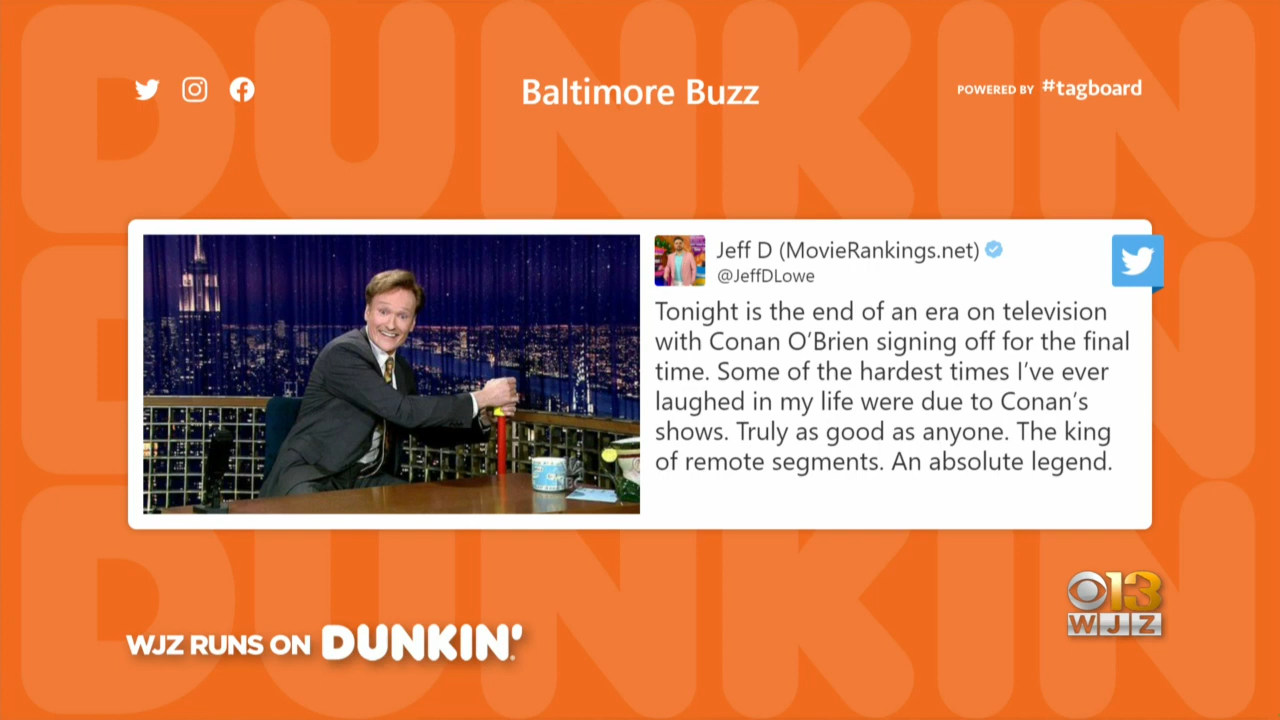 DUNKIN
Baltimore Buzz
POWERED BY #tagboard
Jeff D (MovieRankings.net)
@JeffDLowe
Tonight is the end of an era on television
with Conan O'Brien signing off for the final
time. Some of the hardest times I've ever
laughed in my life were due to Conan's
shows. Truly as good as anyone. The king
of remote segments. An absolute legend.
DUNKIN
DUNKIN
13
WJZ
WJZ RUNS ON DUNKIN'